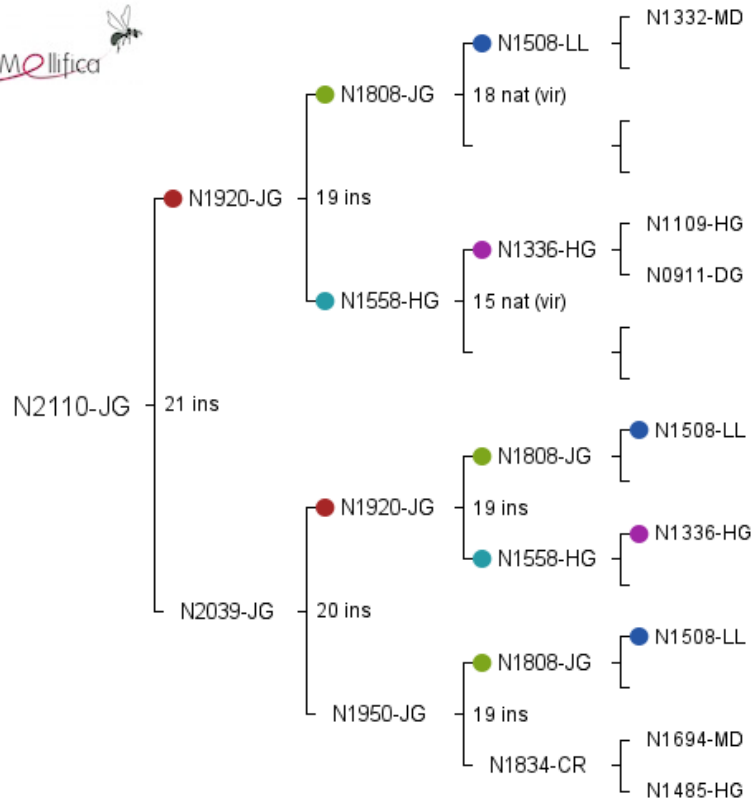 Mellifica
N1332-MD
N1508-LL
N1808-JG
18 nat (vir)
N1920-JG
19 ins
N1109-HG
N1336-HG
N0911-DG
N1558-HG
15 nat (vir)
N2110-JG
21 ins
N1508-LL
N1808-JG
N1920-JG
19 ins
N1336-HG
N1558-HG
N2039-JG
20 ins
N1508-LL
N1808-JG
N1950-JG
19 ins
N1694-MD
N1834-CR
N1485-HG